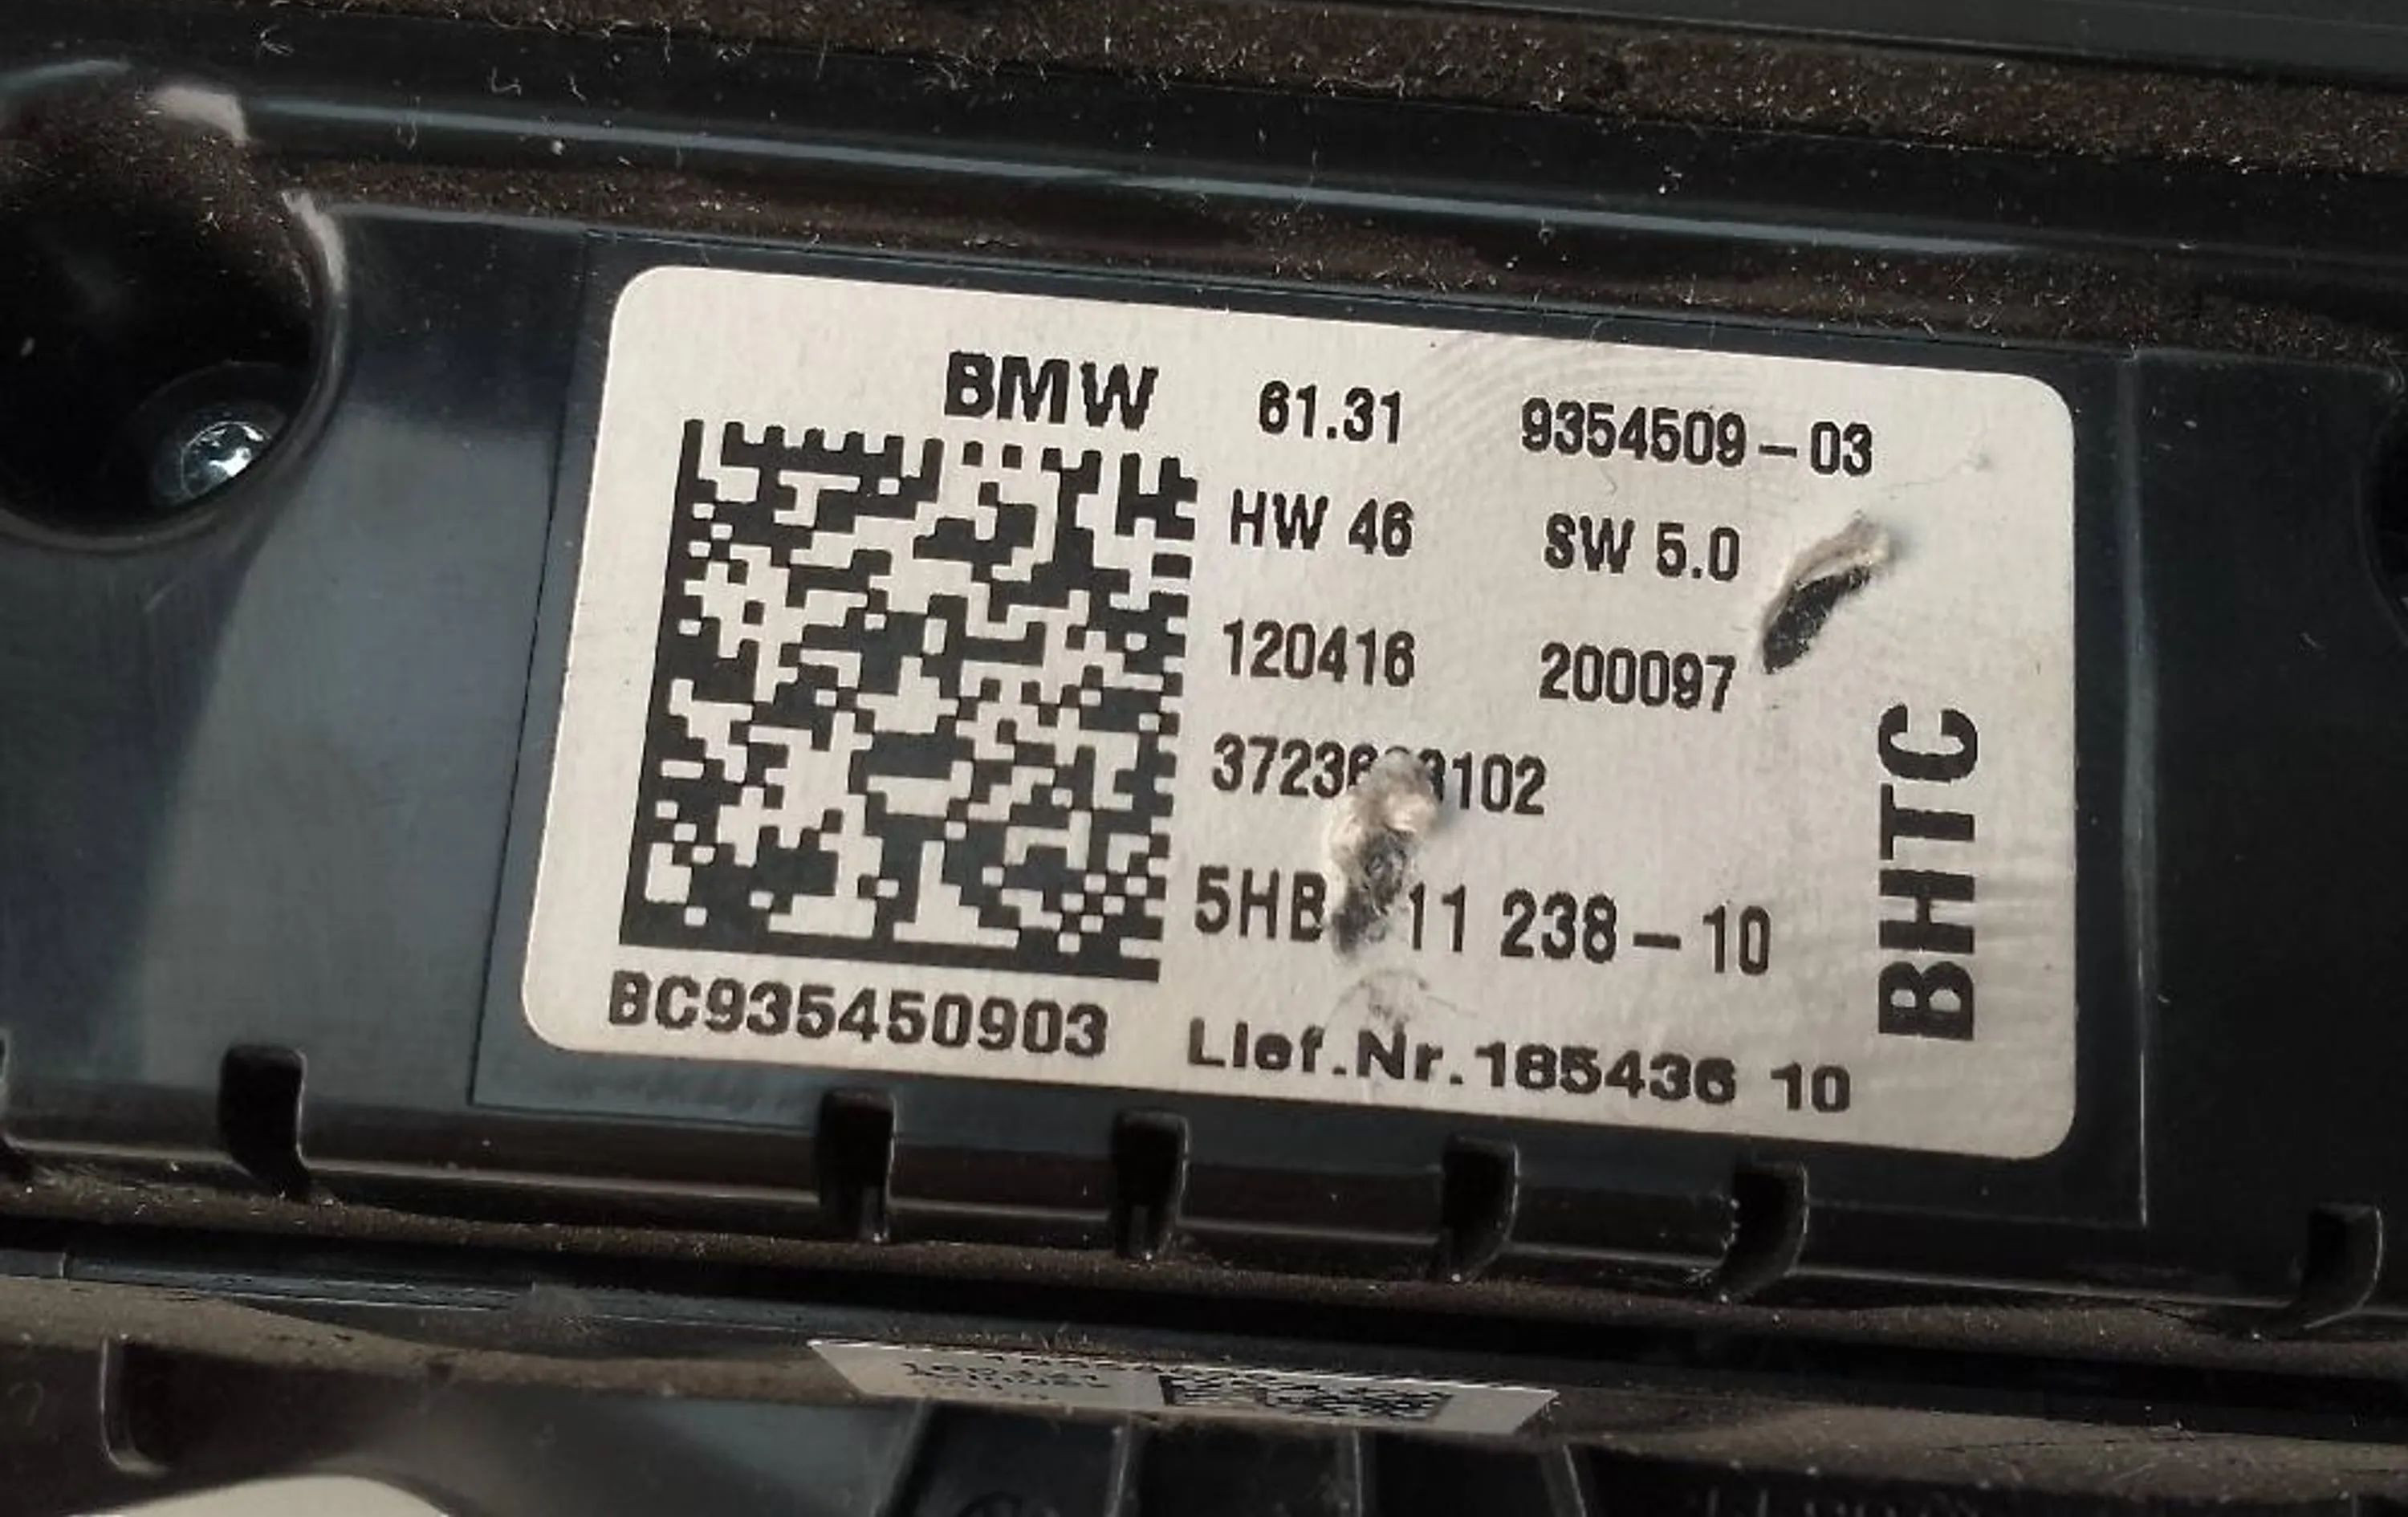 BMW 61.31 9354509-03
HW 46 SW 5.0
120416 200097
11 238-10
BC935450903
Lief.Nr.185436 10
BHTC